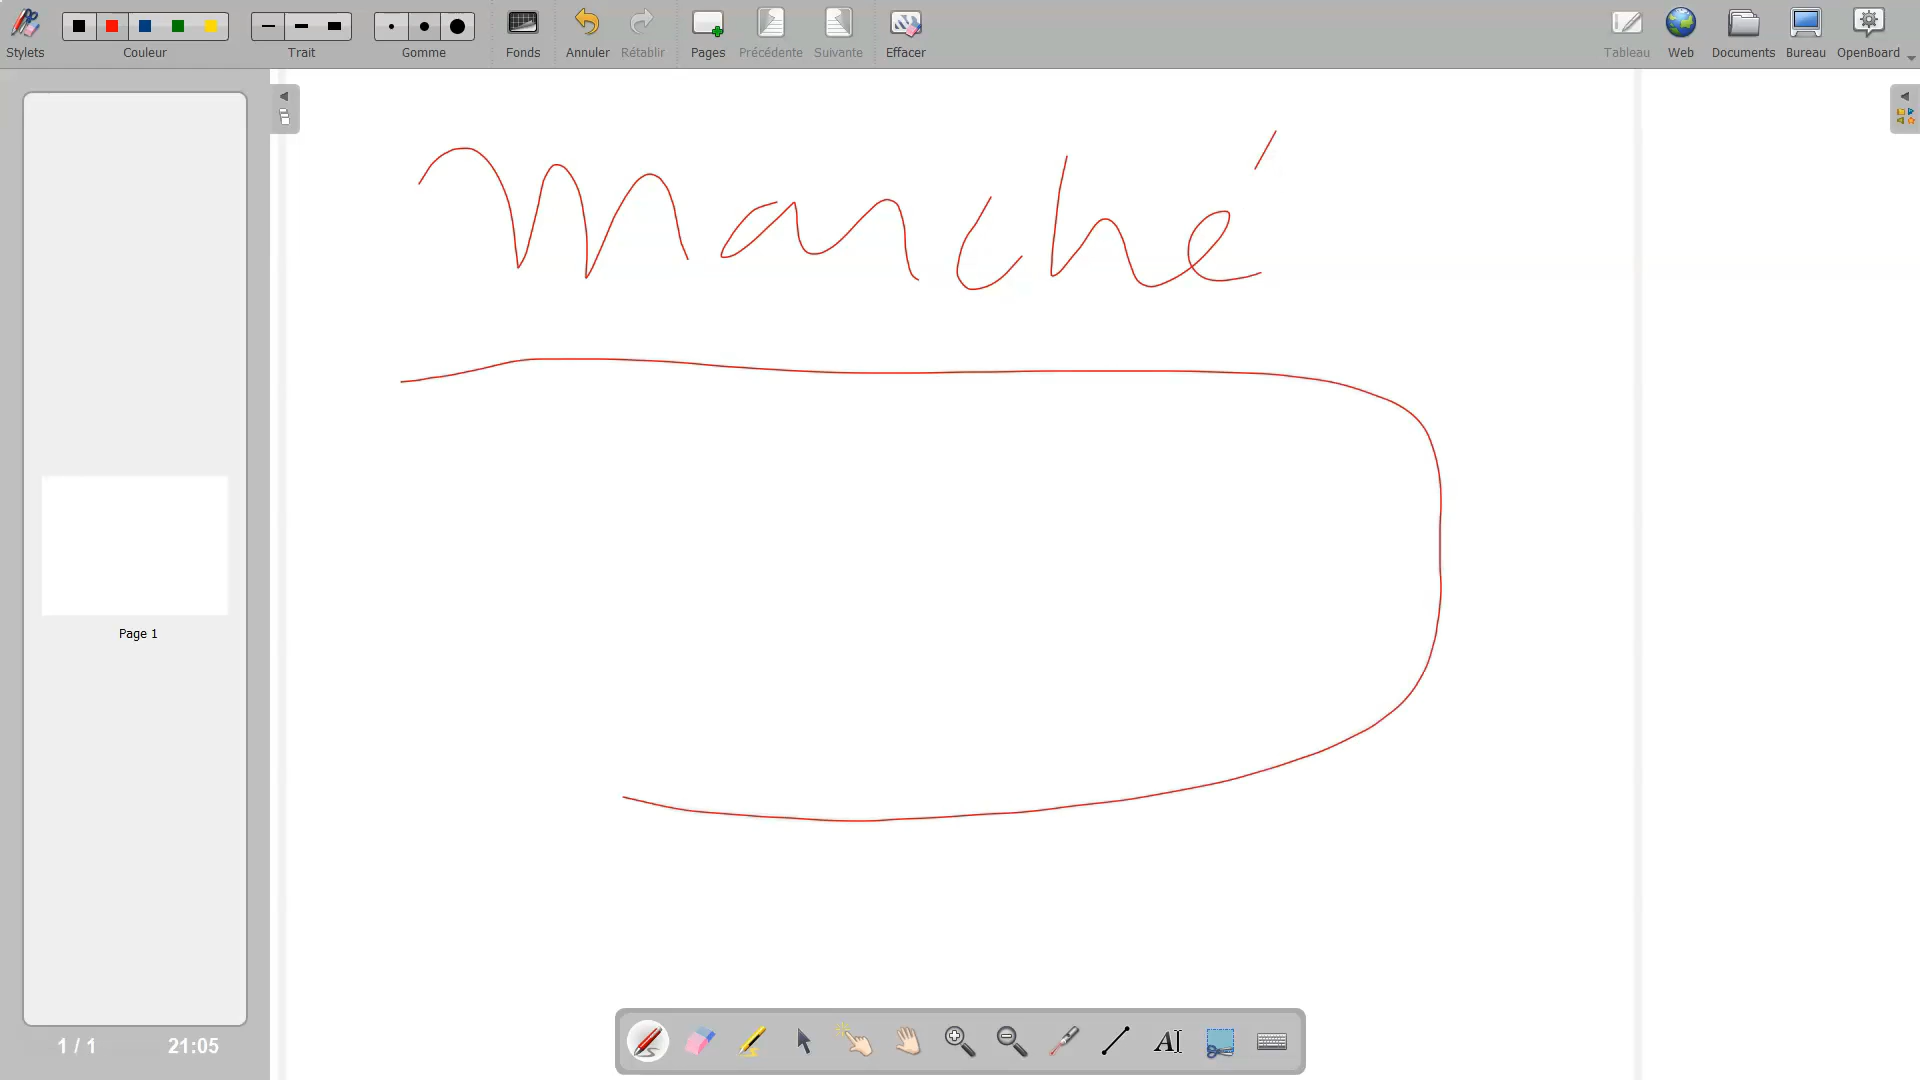 Stylets Couleur Trait Gomme Fonds Annuler Rétablir Pages Précédente Suivante Effacer Tableau Web Documents Bureau OpenBoard
Marché
Page 1
1 / 1 21:05